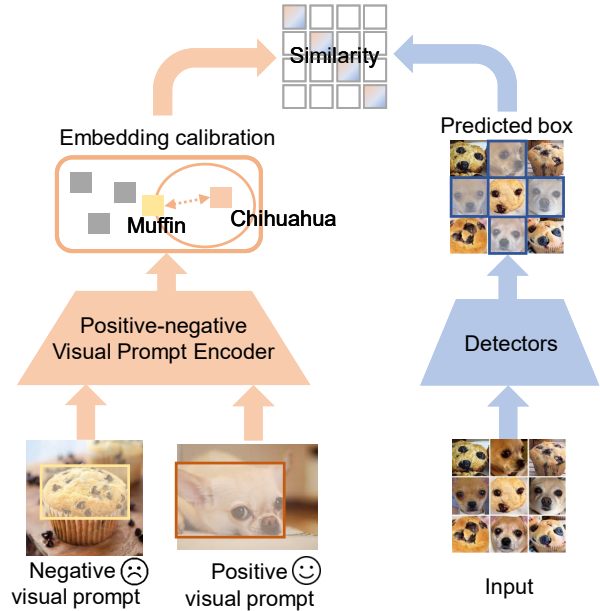 Similarity
Embedding calibration
Predicted box
Muffin
Chihuahua
Positive-negative
Visual Prompt Encoder
Detectors
Negative
visual prompt
Positive
visual prompt
Input